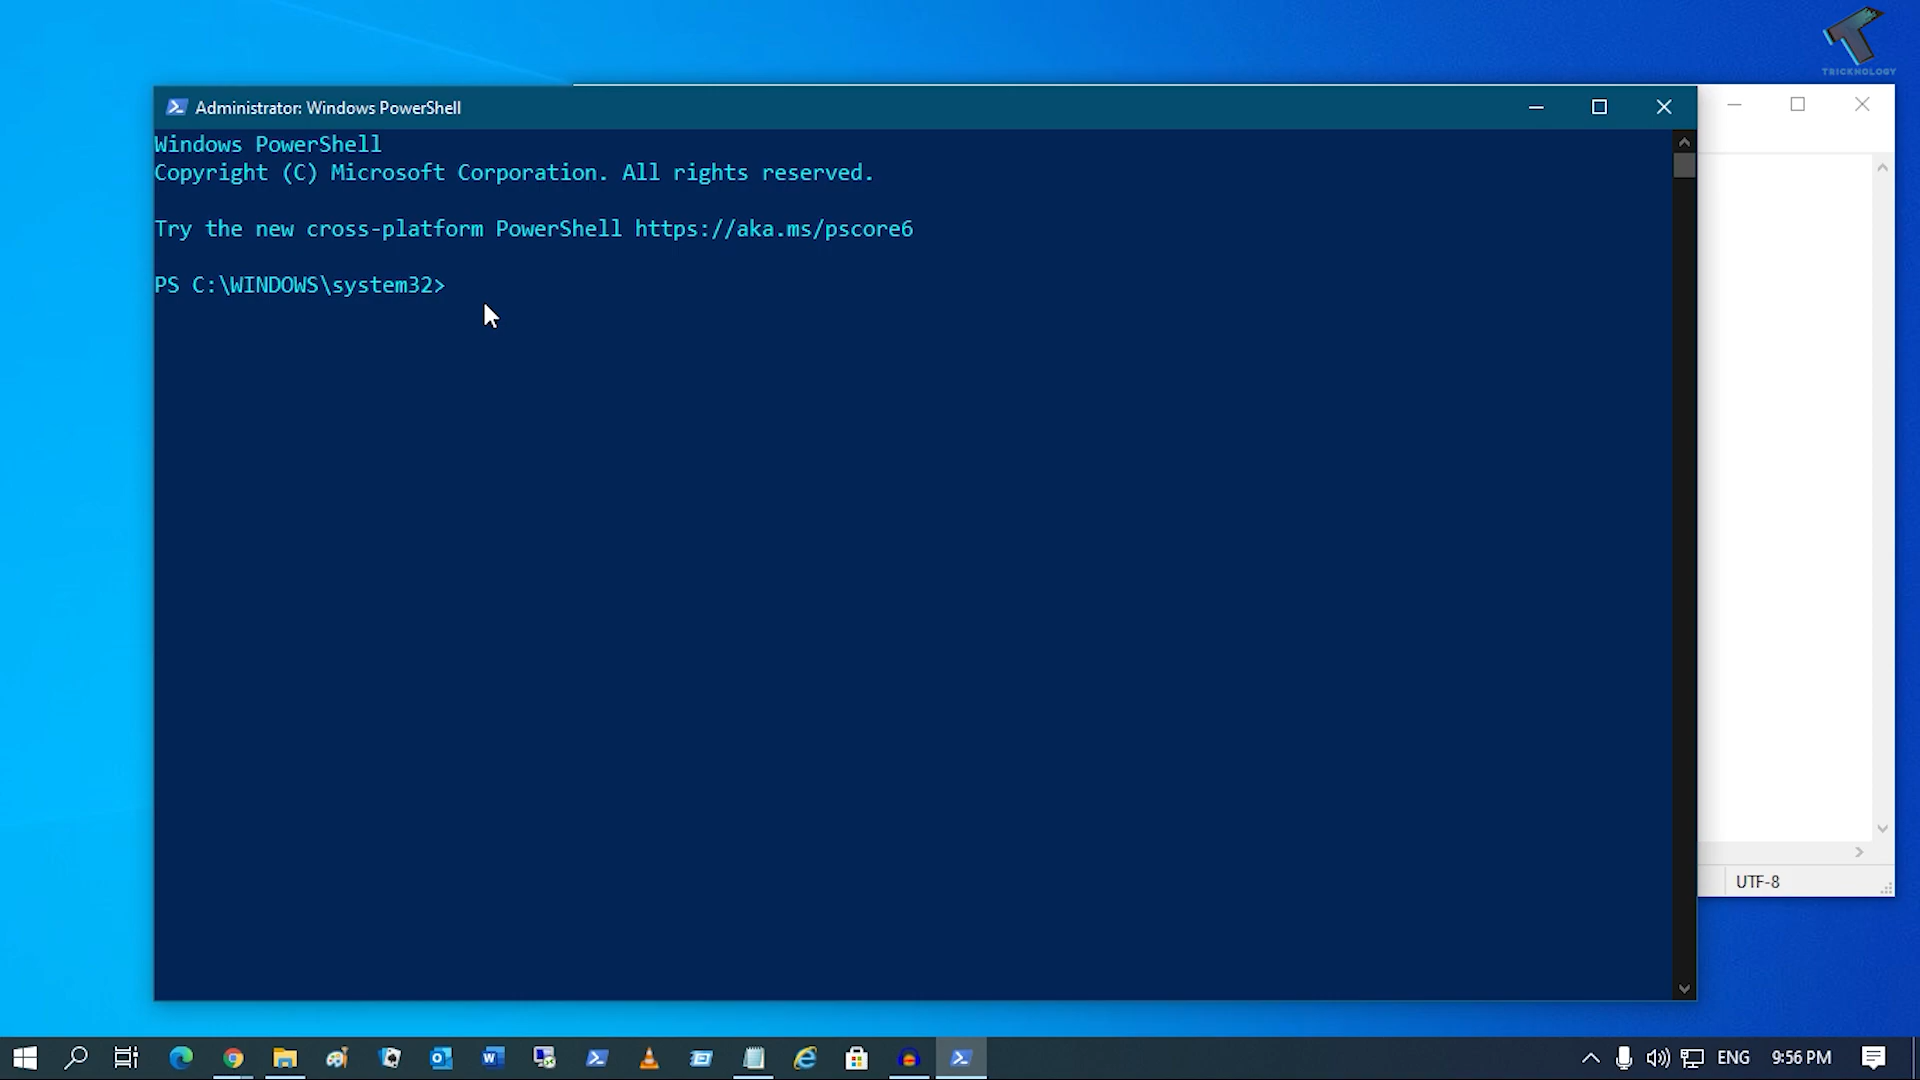 TRICKNOLOGY
Administrator: Windows PowerShell
Windows PowerShell
Copyright (C) Microsoft Corporation. All rights reserved.
Try the new cross-platform PowerShell https://aka.ms/pscore6
PS C:\WINDOWS\system32>
UTF-8
ENG
9:56 PM